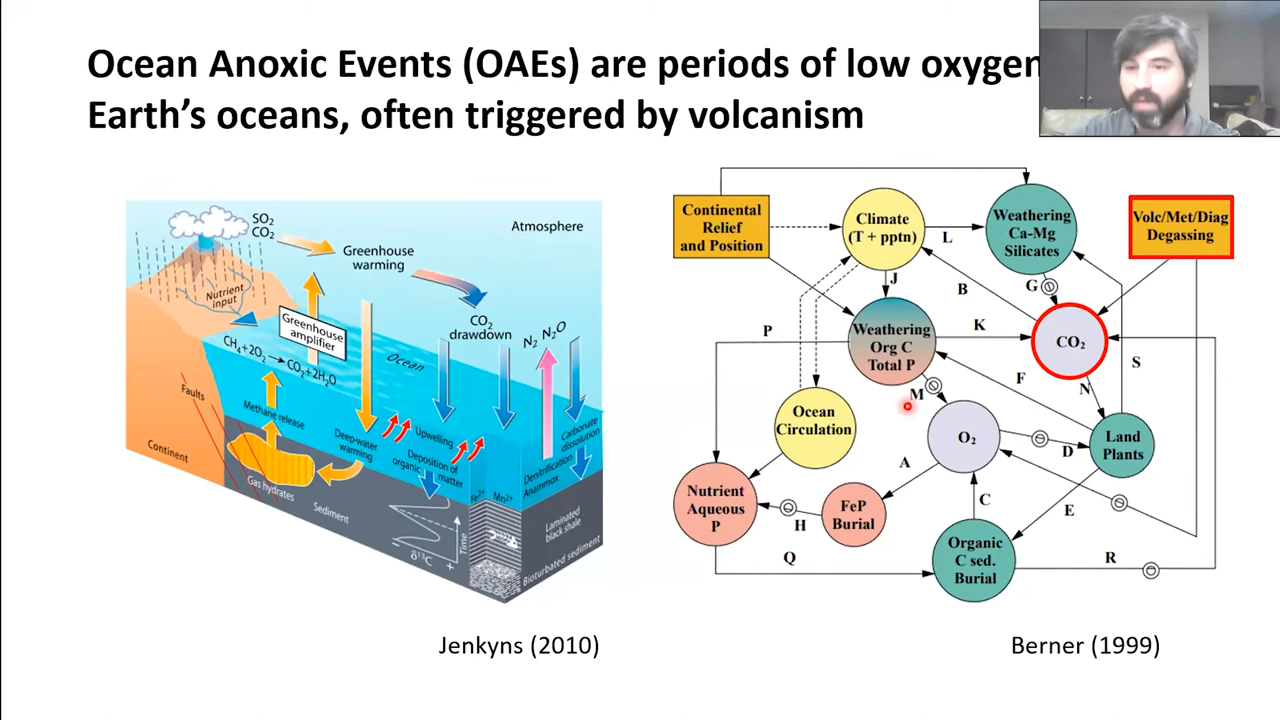 Ocean Anoxic Events (OAEs) are periods of low oxygen
Earth's oceans, often triggered by volcanism
SO₂
CO₂
Atmosphere
Greenhouse
warming
Nutrient
input
Greenhouse
amplifier
CO₂
drawdown
N₂ N₂O
CH₄+2O₂ → CO₂+2H₂O
Ocean
Faults
Methane release
Continent
Gas hydrates
Sediment
Deep-water
warming
Upwelling
Deposition of
organic matter
Fe²⁺
Mn²⁺
Denitrification
Anammox
Carbonate
dissolution
− δ¹³C +
Time
Laminated
black shale
Bioturbated sediment
Jenkyns (2010)
Continental
Relief
and Position
Climate
(T + pptn)
L
Weathering
Ca-Mg
Silicates
Volc/Met/Diag
Degassing
J
B
G
P
Weathering
Org C
Total P
K
CO₂
S
M
F
N
Ocean
Circulation
O₂
D
Land
Plants
A
Nutrient
Aqueous
P
H
FeP
Burial
C
E
Q
Organic
C sed.
Burial
R
Berner (1999)